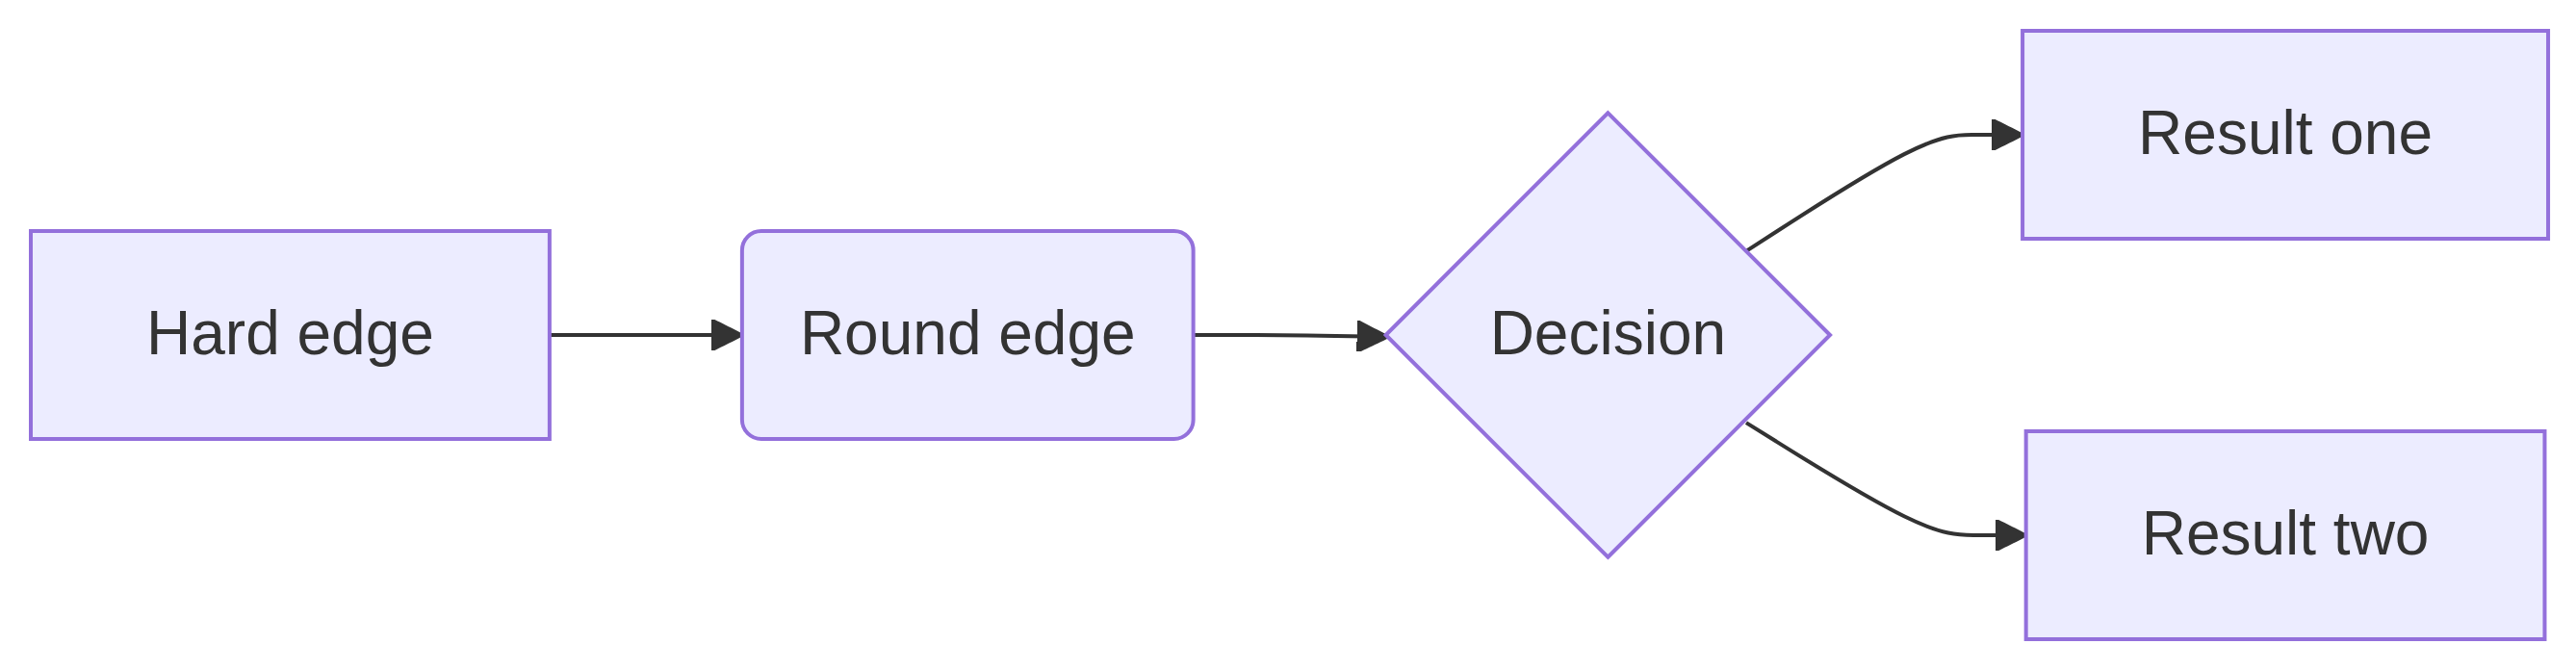 Hard edge
Round edge
Decision
Result one
Result two